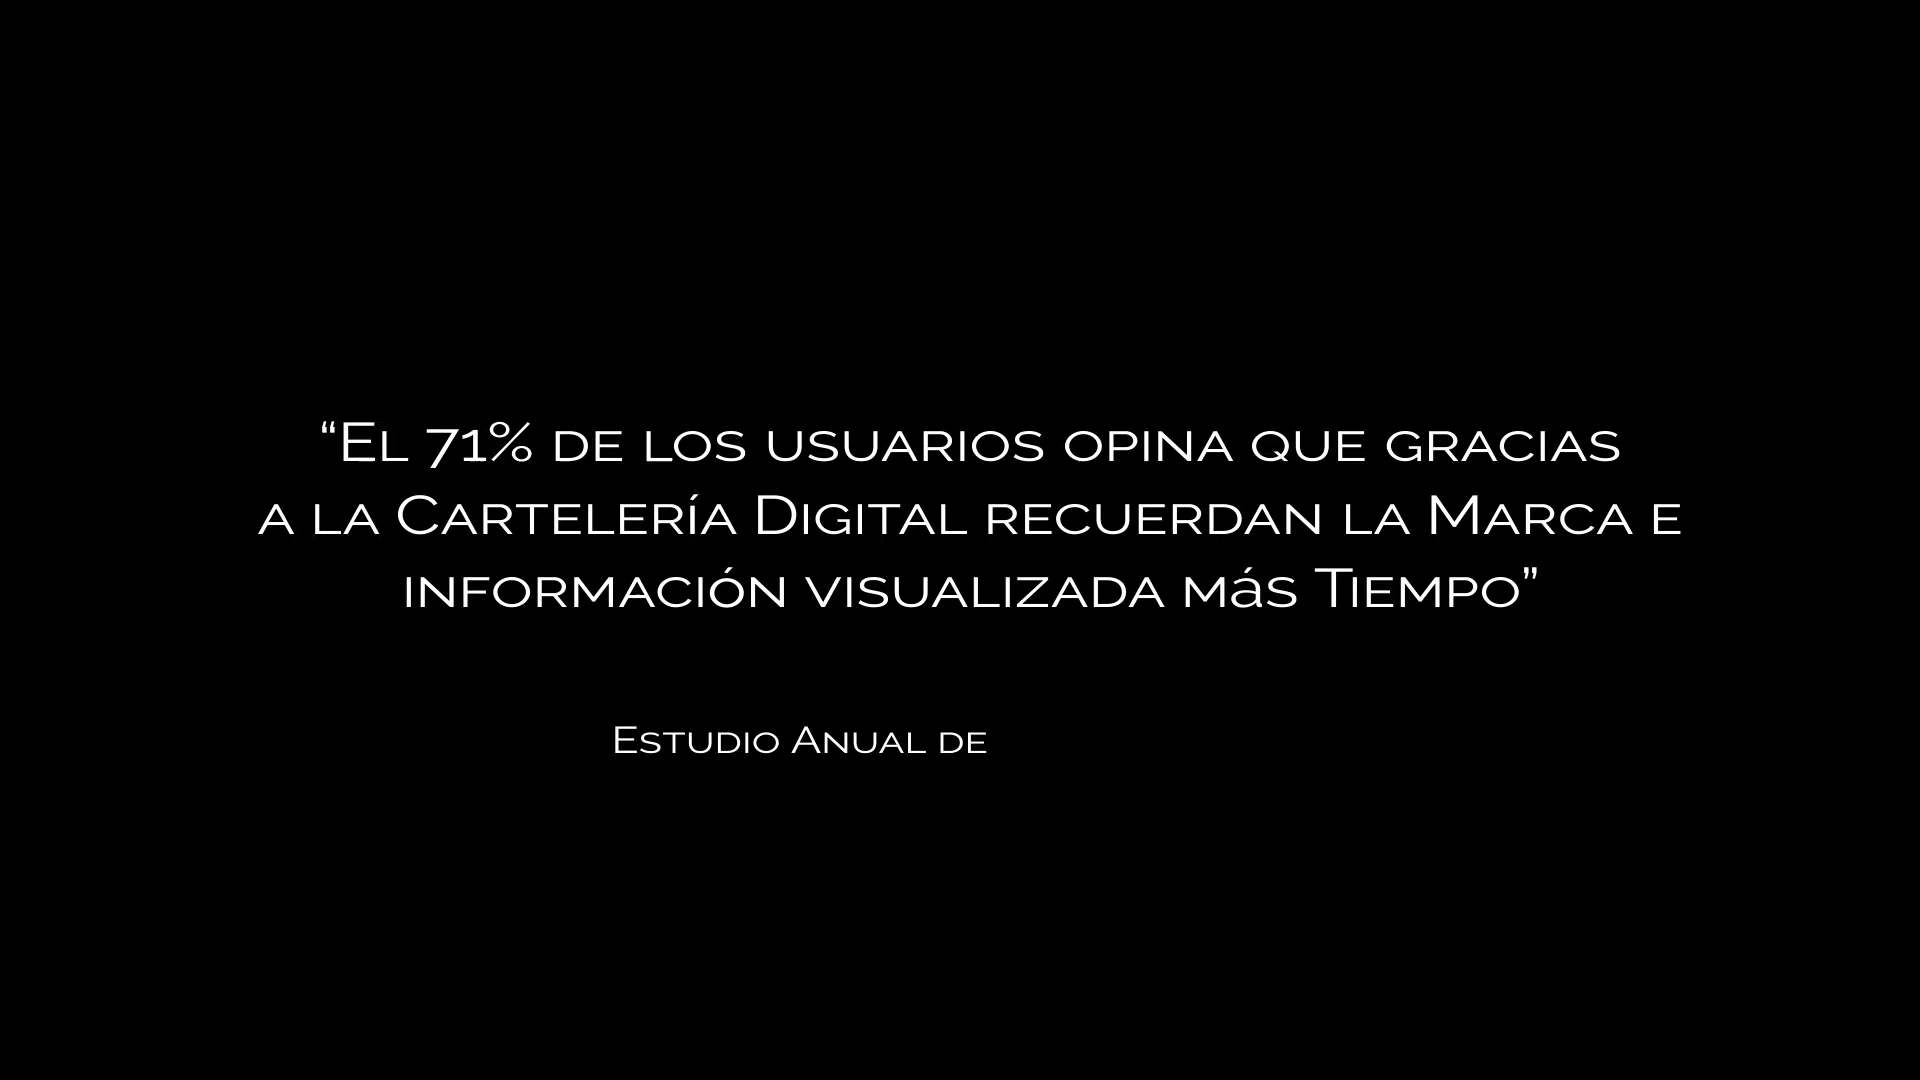 “El 71% de los usuarios opina que gracias
a la Cartelería Digital recuerdan la Marca e
información visualizada más Tiempo”
Estudio Anual de